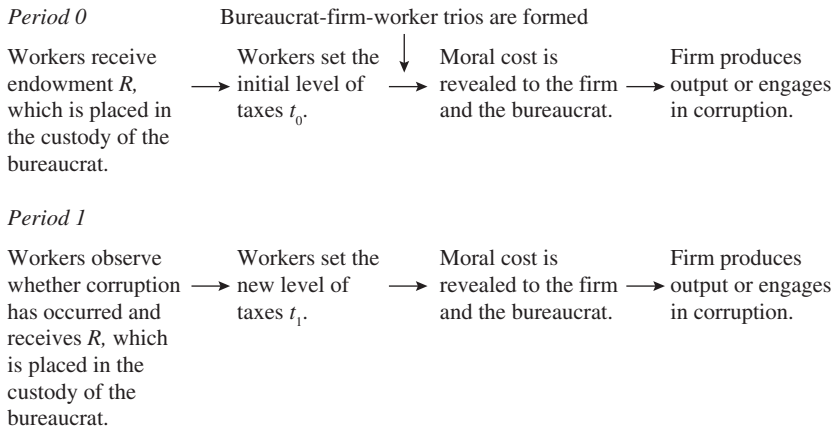 Period 0
Bureaucrat-firm-worker trios are formed
Workers receive
endowment R,
which is placed in
the custody of the
bureaucrat.
Workers set the
initial level of
taxes t₀.
Moral cost is
revealed to the firm
and the bureaucrat.
Firm produces
output or engages
in corruption.
Period 1
Workers observe
whether corruption
has occurred and
receives R, which
is placed in the
custody of the
bureaucrat.
Workers set the
new level of
taxes t₁.
Moral cost is
revealed to the firm
and the bureaucrat.
Firm produces
output or engages
in corruption.